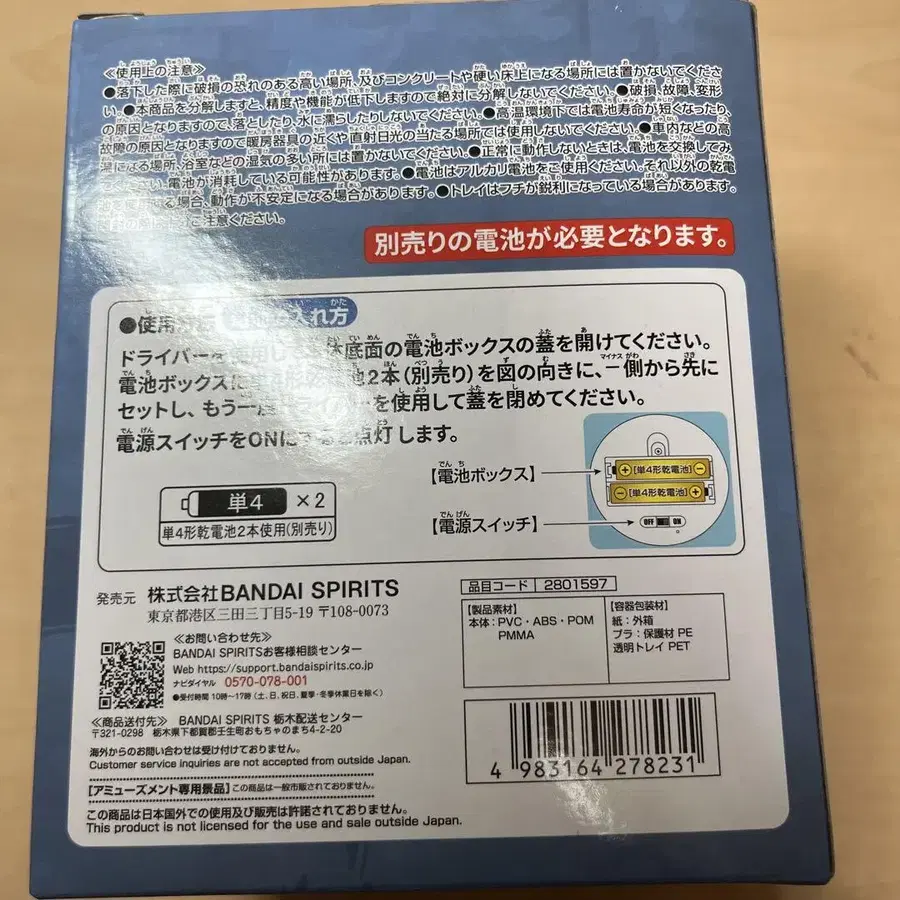 ≪使用上の注意≫
●落下した際に破損の恐れのある高い場所、及びコンクリートや硬い床上になる場所には置かないでくださ
い。●本商品を分解しますと、精度や機能が低下しますので絶対に分解しないでください。●破損、故障、変形
の原因となりますので、落としたり、水に濡らしたりしないでください。●高温環境下では電池寿命が短くなったり、
故障の原因となりますので暖房器具の近くや直射日光の当たる場所では使用しないでください。●車内などの高
温になる場所、浴室などの湿気の多い所には置かないでください。●正常に動作しないときは、電池を交換してみ
ください。電池が消耗している可能性があります。●電池はアルカリ電池をご使用ください。それ以外の乾電
場合、動作が不安定になる場合があります。●トレイはフチが鋭利になっている場合があります。
注意ください。
別売りの電池が必要となります。
●使用方法 入れ方
ドライバーを使用し 底面の電池ボックスの蓋を開けてください。
電池ボックスに 2本(別売り)を図の向きに、−側から先に
セットし、もう一度 を使用して蓋を閉めてください。
電源スイッチをONに 点灯します。
【電池ボックス】
⊕[単4形乾電池]⊖
⊖[単4形乾電池]⊕
【電源スイッチ】
OFF ON
単4 ×2
単4形乾電池2本使用(別売り)
発売元 株式会社BANDAI SPIRITS
東京都港区三田三丁目5-19 〒108-0073
≪お問い合わせ先≫
BANDAI SPIRITSお客様相談センター
Web https://support.bandaispirits.co.jp
ナビダイヤル 0570-078-001
●受付時間 10時〜17時(土、日、祝日、夏季・冬季休業日を除く)
≪商品送付先≫ BANDAI SPIRITS 栃木配送センター
〒321-0298 栃木県下都賀郡壬生町おもちゃのまち4-2-20
海外からのお問い合わせは受け付けておりません。
Customer service inquiries are not accepted from outside Japan.
【アミューズメント専用景品】この商品は一般市販されておりません。
この商品は日本国外での使用及び販売は許諾されておりません。
This product is not licensed for the use and sale outside Japan.
品目コード 2801597
【製品素材】
本体:PVC・ABS・POM
PMMA
【容器包装材】
紙:外箱
プラ:保護材 PE
透明トレイ PET
4 983164 278231